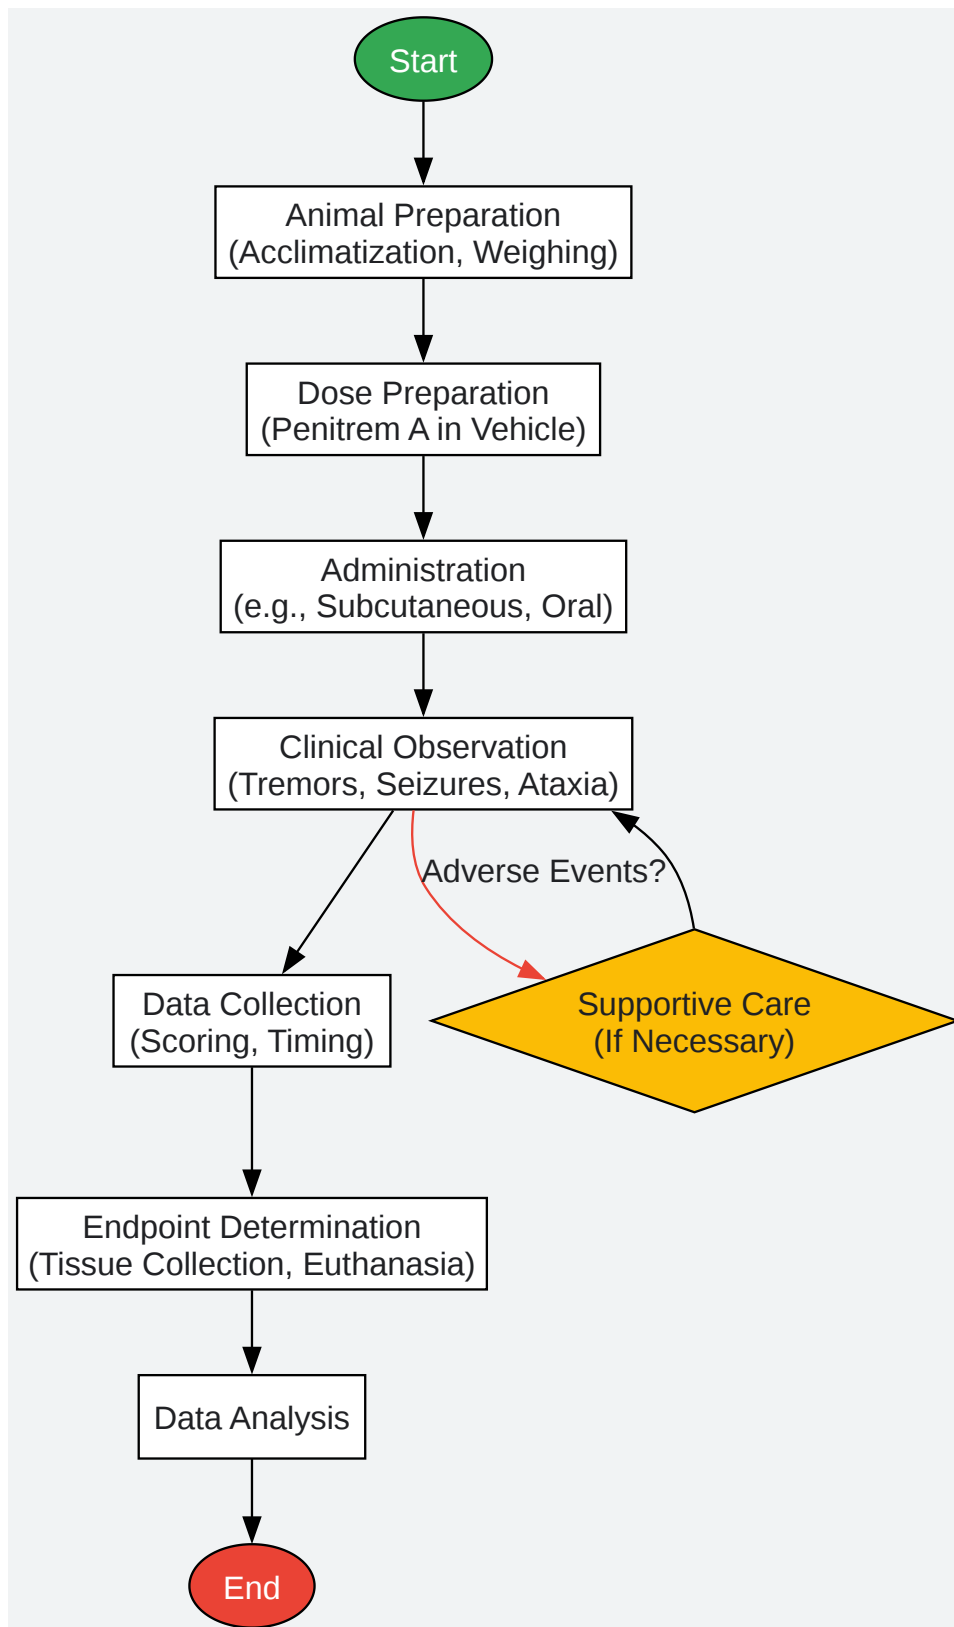 Start
Animal Preparation
(Acclimatization, Weighing)
Dose Preparation
(Penitrem A in Vehicle)
Administration
(e.g., Subcutaneous, Oral)
Clinical Observation
(Tremors, Seizures, Ataxia)
Adverse Events?
Data Collection
(Scoring, Timing)
Supportive Care
(If Necessary)
Endpoint Determination
(Tissue Collection, Euthanasia)
Data Analysis
End